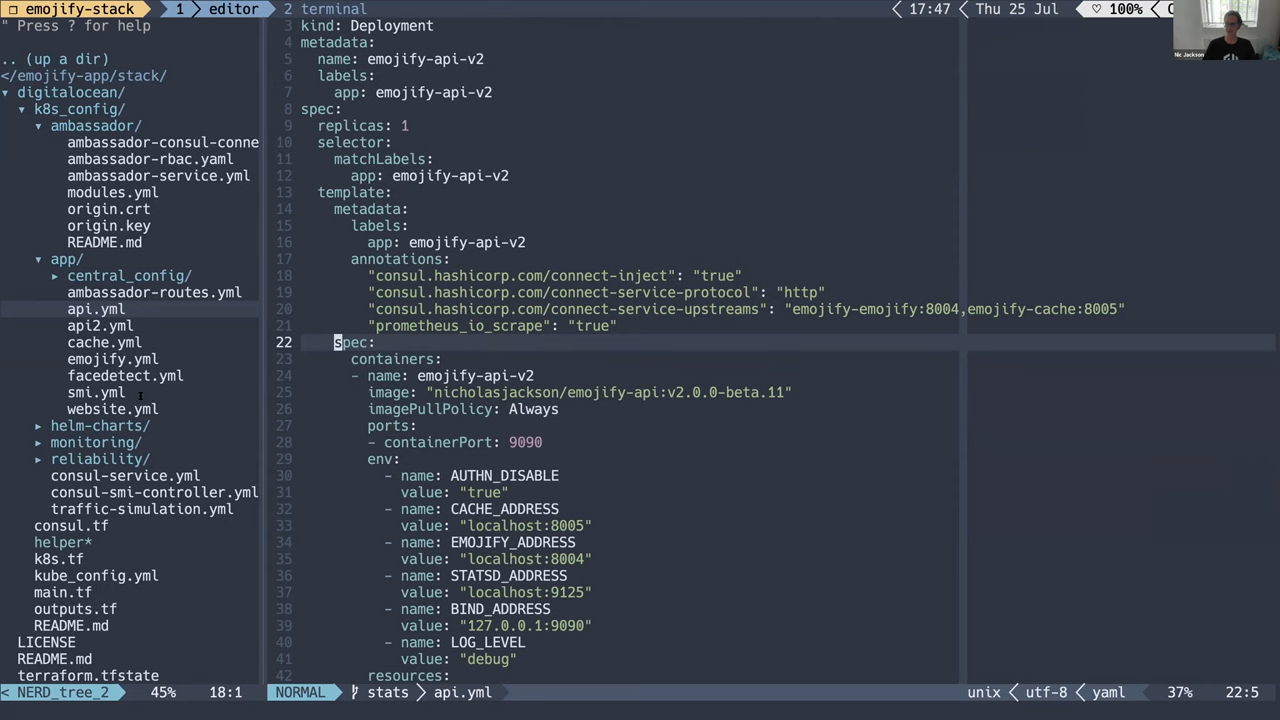 ❐ emojify-stack 1 editor 2 terminal 17:47 Thu 25 Jul ♡ 100%
Nic Jackson
" Press ? for help
.. (up a dir)
</emojify-app/stack/
▾ digitalocean/
▾ k8s_config/
▾ ambassador/
ambassador-consul-conne
ambassador-rbac.yaml
ambassador-service.yml
modules.yml
origin.crt
origin.key
README.md
▾ app/
▸ central_config/
ambassador-routes.yml
api.yml
api2.yml
cache.yml
emojify.yml
facedetect.yml
smi.yml
website.yml
▸ helm-charts/
▸ monitoring/
▸ reliability/
consul-service.yml
consul-smi-controller.yml
traffic-simulation.yml
consul.tf
helper*
k8s.tf
kube_config.yml
main.tf
outputs.tf
README.md
LICENSE
README.md
terraform.tfstate
3 kind: Deployment
4 metadata:
5 name: emojify-api-v2
6 labels:
7 app: emojify-api-v2
8 spec:
9 replicas: 1
10 selector:
11 matchLabels:
12 app: emojify-api-v2
13 template:
14 metadata:
15 labels:
16 app: emojify-api-v2
17 annotations:
18 "consul.hashicorp.com/connect-inject": "true"
19 "consul.hashicorp.com/connect-service-protocol": "http"
20 "consul.hashicorp.com/connect-service-upstreams": "emojify-emojify:8004,emojify-cache:8005"
21 "prometheus_io_scrape": "true"
22 spec:
23 containers:
24 - name: emojify-api-v2
25 image: "nicholasjackson/emojify-api:v2.0.0-beta.11"
26 imagePullPolicy: Always
27 ports:
28 - containerPort: 9090
29 env:
30 - name: AUTHN_DISABLE
31 value: "true"
32 - name: CACHE_ADDRESS
33 value: "localhost:8005"
34 - name: EMOJIFY_ADDRESS
35 value: "localhost:8004"
36 - name: STATSD_ADDRESS
37 value: "localhost:9125"
38 - name: BIND_ADDRESS
39 value: "127.0.0.1:9090"
40 - name: LOG_LEVEL
41 value: "debug"
42 resources:
< NERD_tree_2 45% 18:1 NORMAL stats api.yml unix utf-8 yaml 37% 22:5